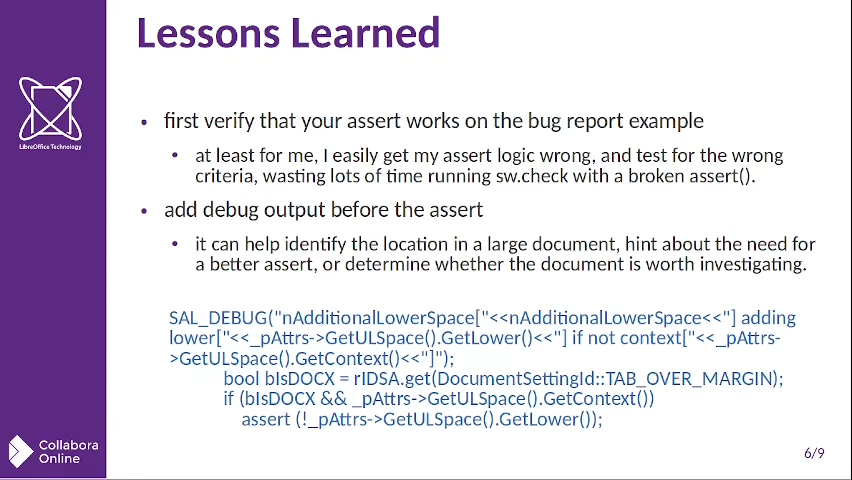 Lessons Learned
LibreOffice Technology
• first verify that your assert works on the bug report example
• at least for me, I easily get my assert logic wrong, and test for the wrong
criteria, wasting lots of time running sw.check with a broken assert().
• add debug output before the assert
• it can help identify the location in a large document, hint about the need for
a better assert, or determine whether the document is worth investigating.
SAL_DEBUG("nAdditionalLowerSpace["<<nAdditionalLowerSpace<<"] adding
lower["<<_pAttrs->GetULSpace().GetLower()<<"] if not context["<<_pAttrs-
>GetULSpace().GetContext()<<"]");
bool bIsDOCX = rIDSA.get(DocumentSettingId::TAB_OVER_MARGIN);
if (bIsDOCX && _pAttrs->GetULSpace().GetContext())
assert (!_pAttrs->GetULSpace().GetLower());
Collabora
Online
6/9